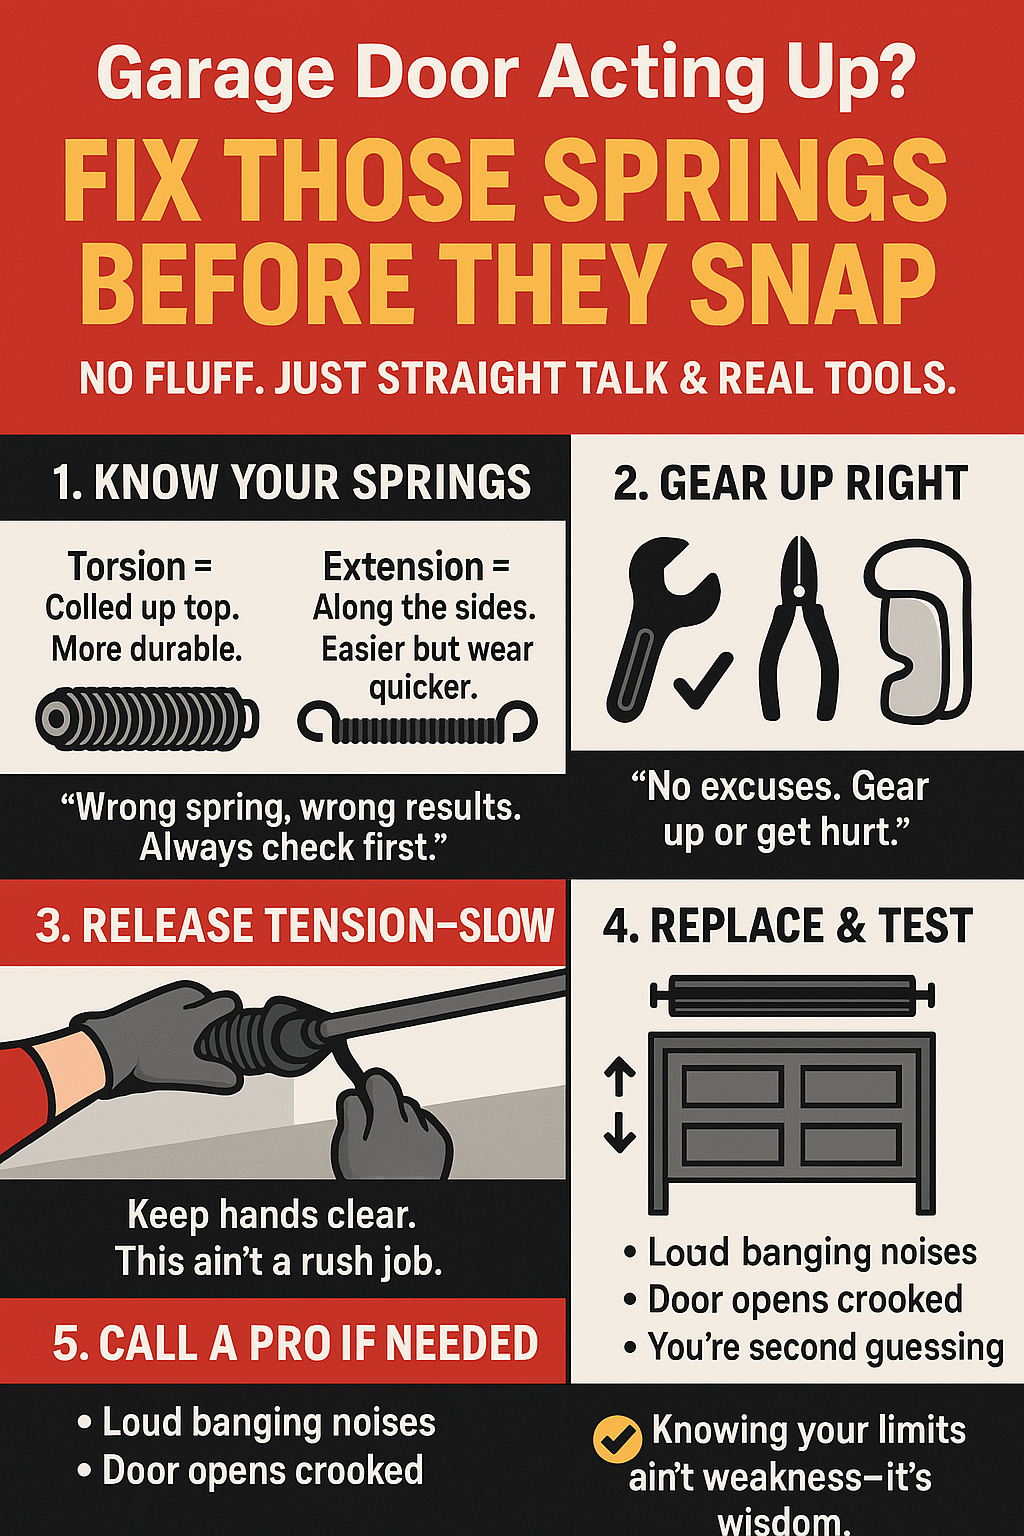 Garage Door Acting Up?
FIX THOSE SPRINGS
BEFORE THEY SNAP
NO FLUFF. JUST STRAIGHT TALK & REAL TOOLS.
1. KNOW YOUR SPRINGS
Torsion =
Colled up top.
More durable.
Extension =
Along the sides.
Easier but wear
quicker.
“Wrong spring, wrong results.
Always check first.”
2. GEAR UP RIGHT
“No excuses. Gear
up or get hurt.”
3. RELEASE TENSION–SLOW
Keep hands clear.
This ain’t a rush job.
4. REPLACE & TEST
• Loud banging noises
• Door opens crooked
• You’re second guessing
5. CALL A PRO IF NEEDED
• Loud banging noises
• Door opens crooked
Knowing your limits
ain’t weakness–it’s
wisdom.